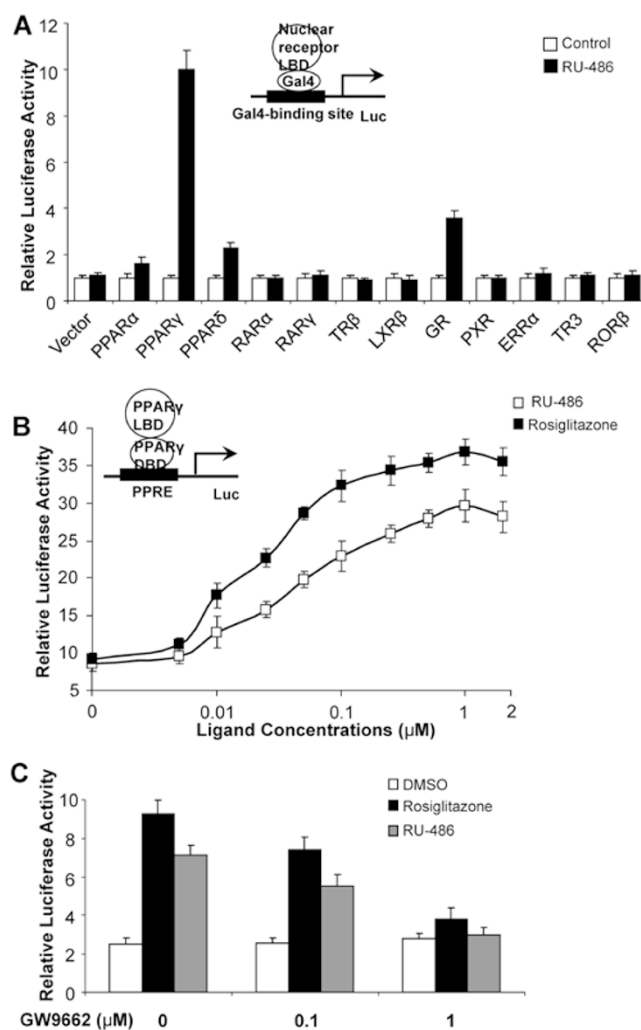 A
12
10
8
6
4
2
0
Relative Luciferase Activity
Nuclear
receptor
LBD
Gal4
Gal4-binding site
Luc
Control
RU-486
Vector
PPARα
PPARγ
PPARδ
RARα
RARγ
TRβ
LXRβ
GR
PXR
ERRα
TR3
RORβ
B
PPARγ
LBD
PPARγ
DBD
PPRE
Luc
RU-486
Rosiglitazone
40
35
30
25
20
15
10
5
Relative Luciferase Activity
0 0.01 0.1 1 2
Ligand Concentrations (µM)
C
DMSO
Rosiglitazone
RU-486
10
8
6
4
2
0
Relative Luciferase Activity
GW9662 (µM) 0 0.1 1